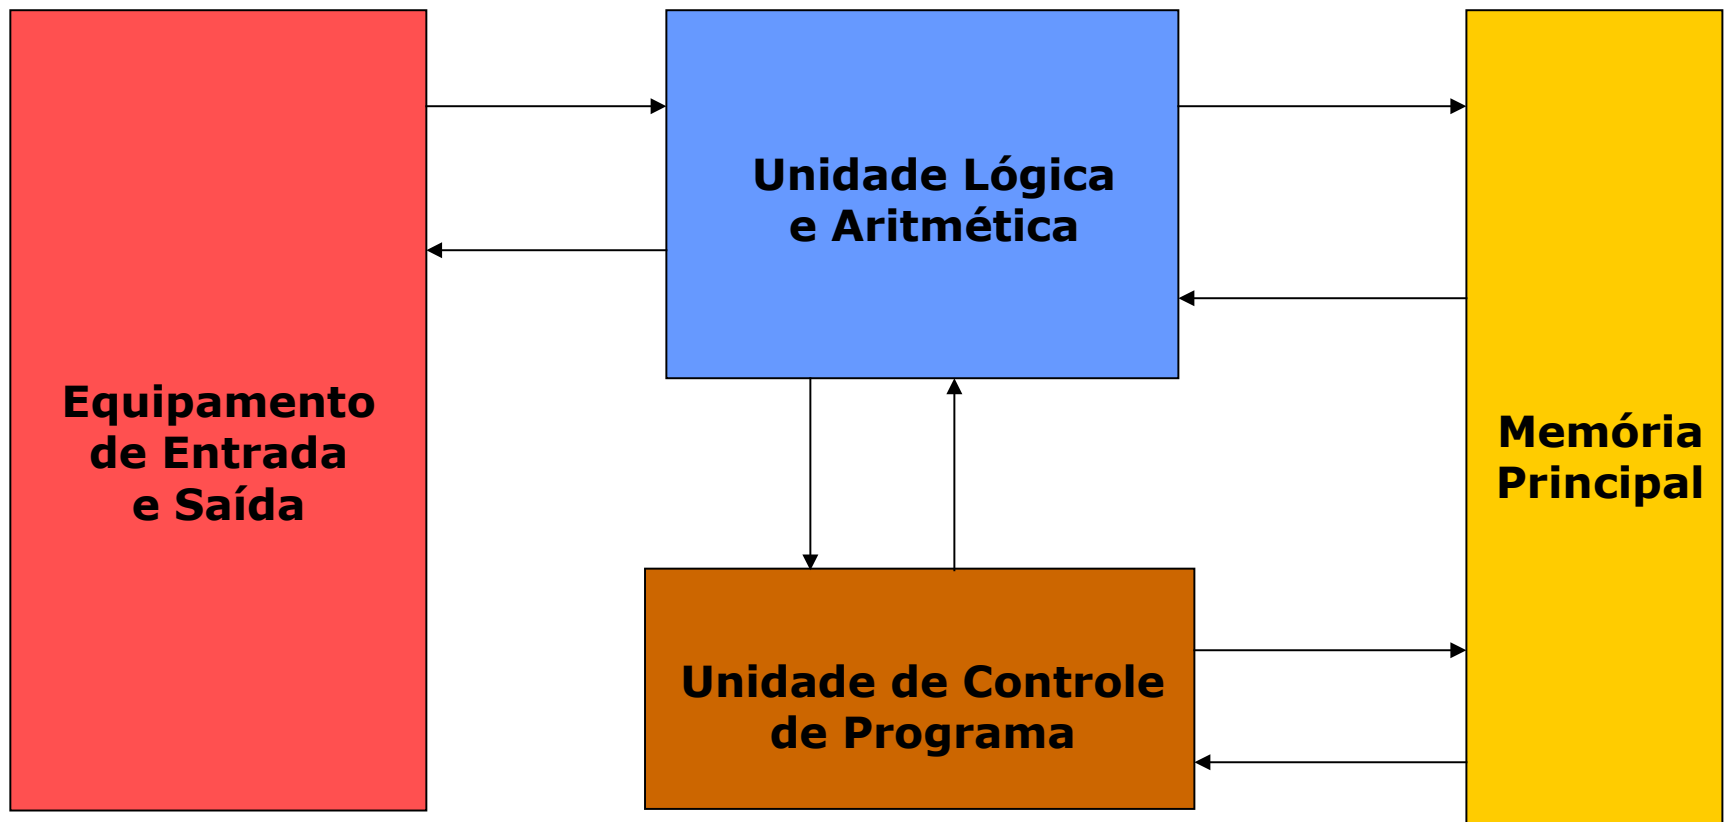 Equipamento
de Entrada
e Saída
Unidade Lógica
e Aritmética
Unidade de Controle
de Programa
Memória
Principal